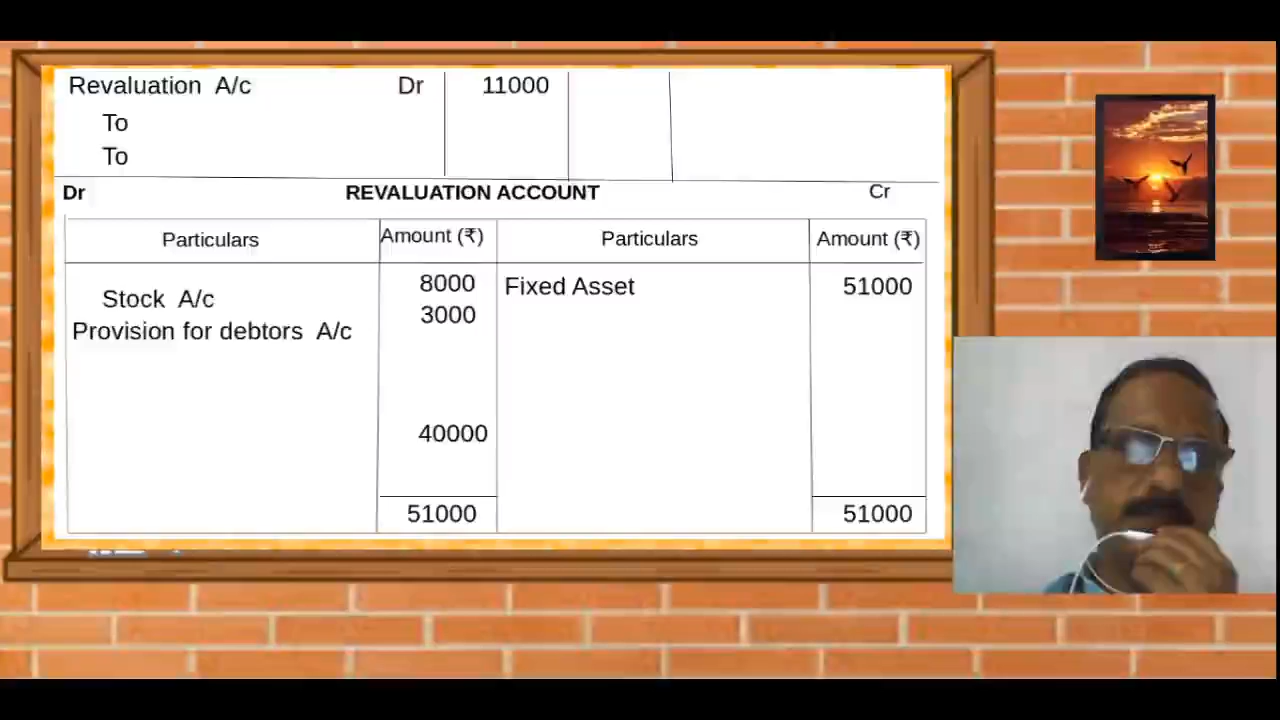 Revaluation A/c Dr 11000
To
To
Dr REVALUATION ACCOUNT Cr
Particulars Amount (₹) Particulars Amount (₹)
8000 Fixed Asset 51000
Stock A/c
3000
Provision for debtors A/c
40000
51000 51000